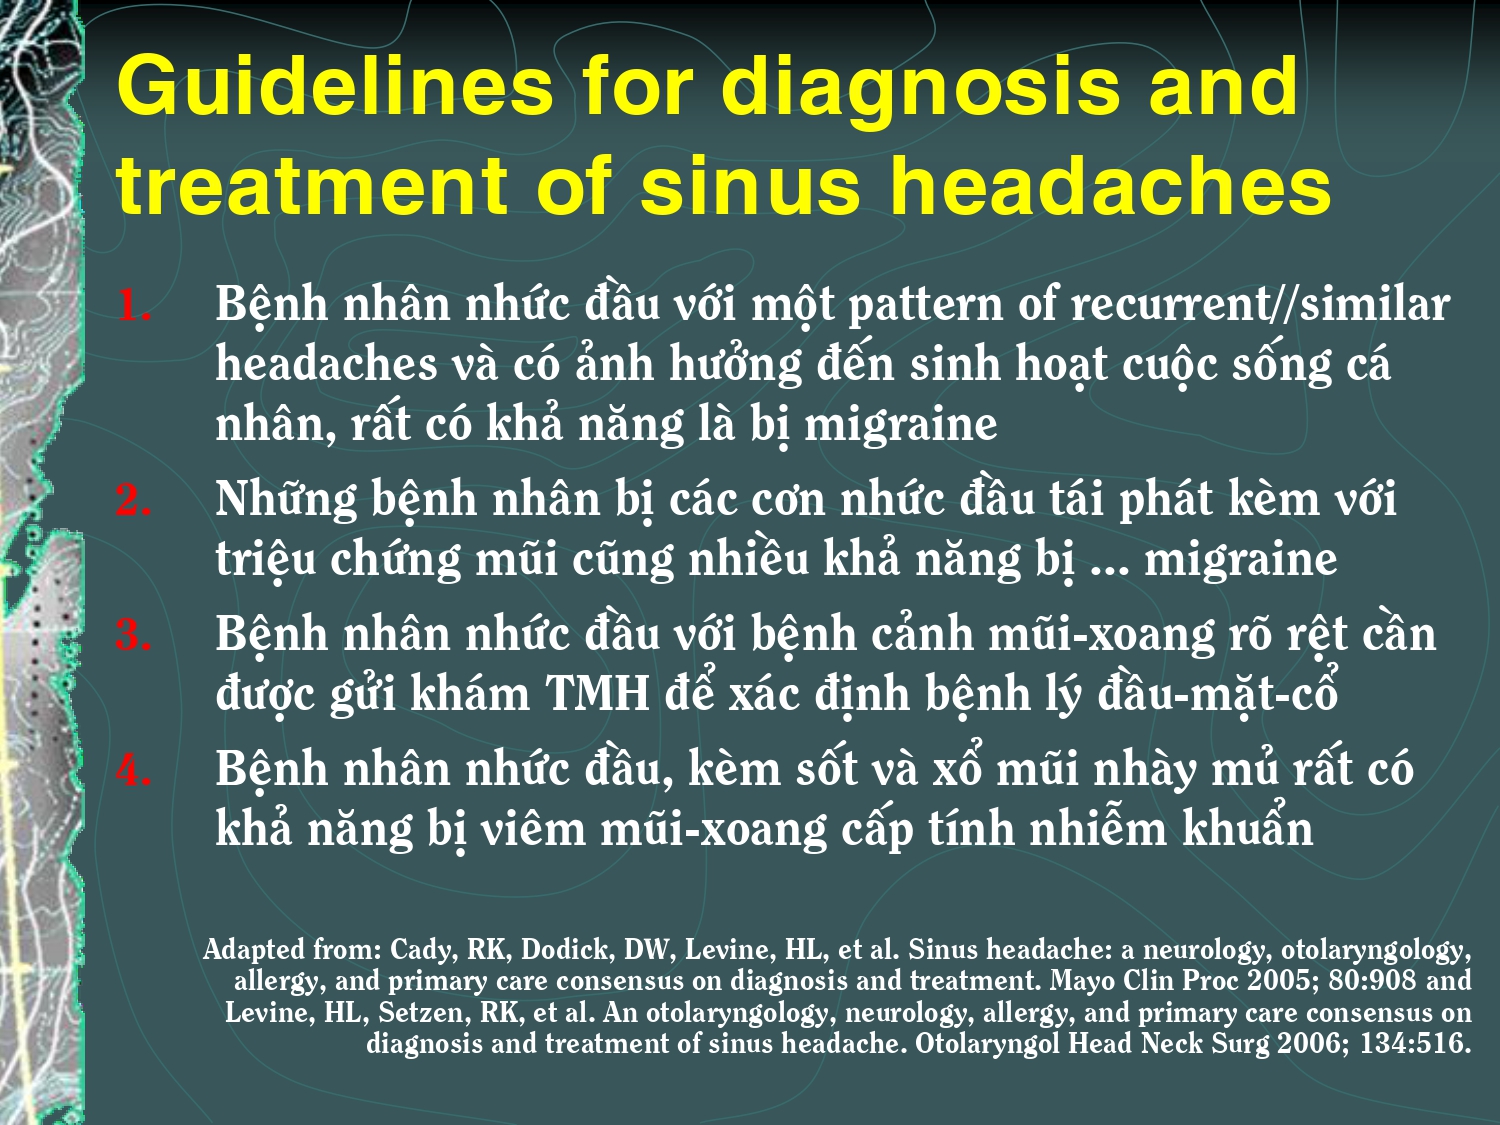 Guidelines for diagnosis and
treatment of sinus headaches
1. Bệnh nhân nhức đầu với một pattern of recurrent//similar
headaches và có ảnh hưởng đến sinh hoạt cuộc sống cá
nhân, rất có khả năng là bị migraine
2. Những bệnh nhân bị các cơn nhức đầu tái phát kèm với
triệu chứng mũi cũng nhiều khả năng bị ... migraine
3. Bệnh nhân nhức đầu với bệnh cảnh mũi-xoang rõ rệt cần
được gửi khám TMH để xác định bệnh lý đầu-mặt-cổ
4. Bệnh nhân nhức đầu, kèm sốt và xổ mũi nhày mủ rất có
khả năng bị viêm mũi-xoang cấp tính nhiễm khuẩn
Adapted from: Cady, RK, Dodick, DW, Levine, HL, et al. Sinus headache: a neurology, otolaryngology,
allergy, and primary care consensus on diagnosis and treatment. Mayo Clin Proc 2005; 80:908 and
Levine, HL, Setzen, RK, et al. An otolaryngology, neurology, allergy, and primary care consensus on
diagnosis and treatment of sinus headache. Otolaryngol Head Neck Surg 2006; 134:516.